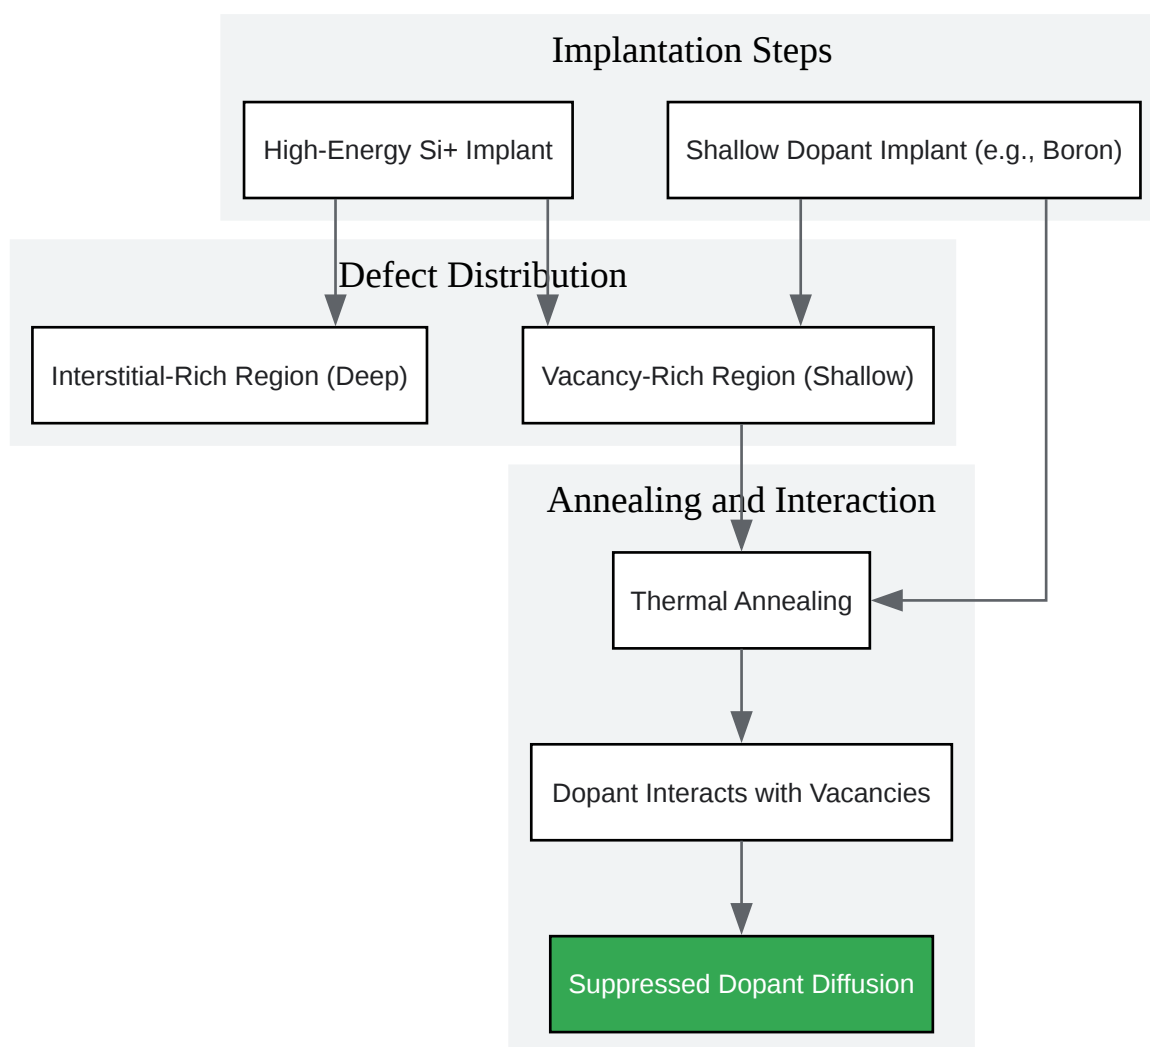 Implantation Steps
High-Energy Si+ Implant
Shallow Dopant Implant (e.g., Boron)
Defect Distribution
Interstitial-Rich Region (Deep)
Vacancy-Rich Region (Shallow)
Annealing and Interaction
Thermal Annealing
Dopant Interacts with Vacancies
Suppressed Dopant Diffusion